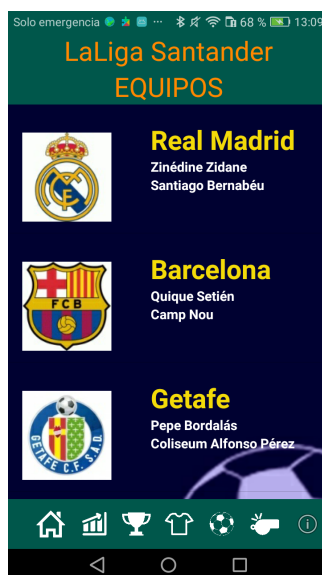 Solo emergencia ... 68 % 13:09
LaLiga Santander
EQUIPOS
Real Madrid
Zinédine Zidane
Santiago Bernabéu
FCB
Barcelona
Quique Setién
Camp Nou
GETAFE C.F. S.A.D.
Getafe
Pepe Bordalás
Coliseum Alfonso Pérez